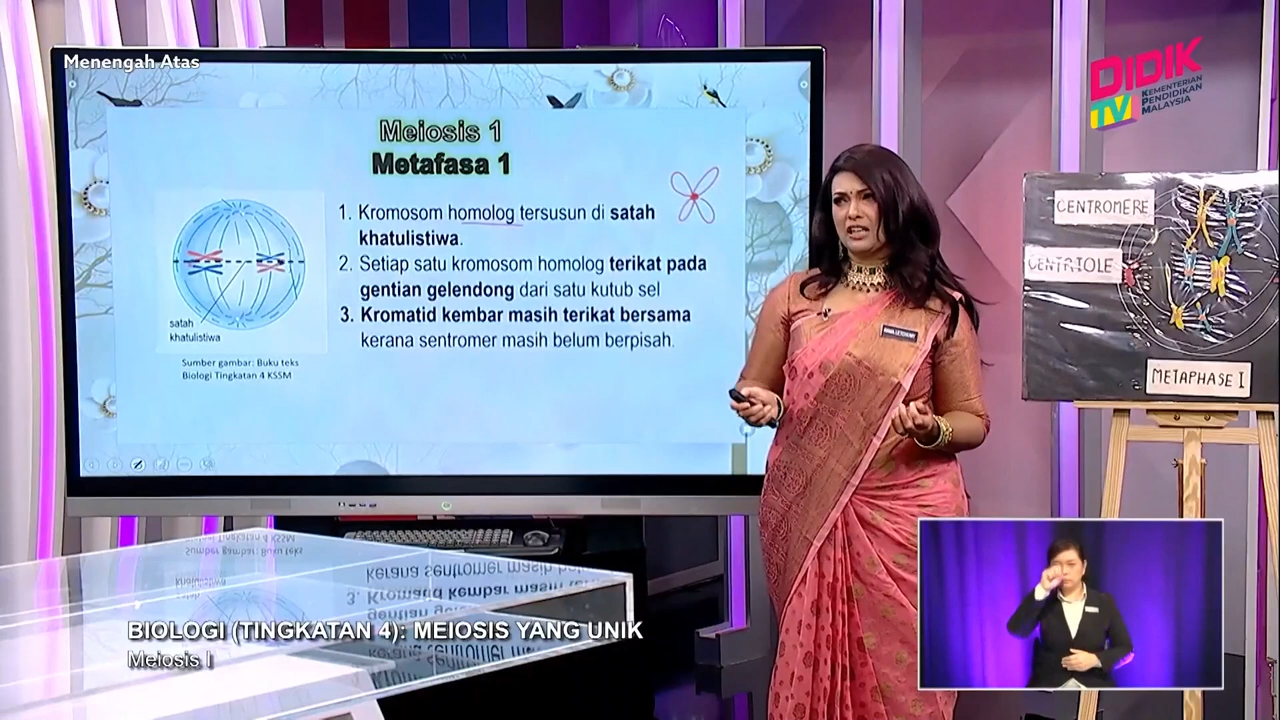 Menengah Atas
DIDIK
TV
KEMENTERIAN
PENDIDIKAN
MALAYSIA
Meiosis 1
Metafasa 1
1. Kromosom homolog tersusun di satah
khatulistiwa.
2. Setiap satu kromosom homolog terikat pada
gentian gelendong dari satu kutub sel
3. Kromatid kembar masih terikat bersama
kerana sentromer masih belum berpisah.
satah
khatulistiwa
Sumber gambar: Buku teks
Biologi Tingkatan 4 KSSM
CENTROMERE
CENTRIOLE
METAPHASE I
BIOLOGI (TINGKATAN 4): MEIOSIS YANG UNIK
Meiosis I